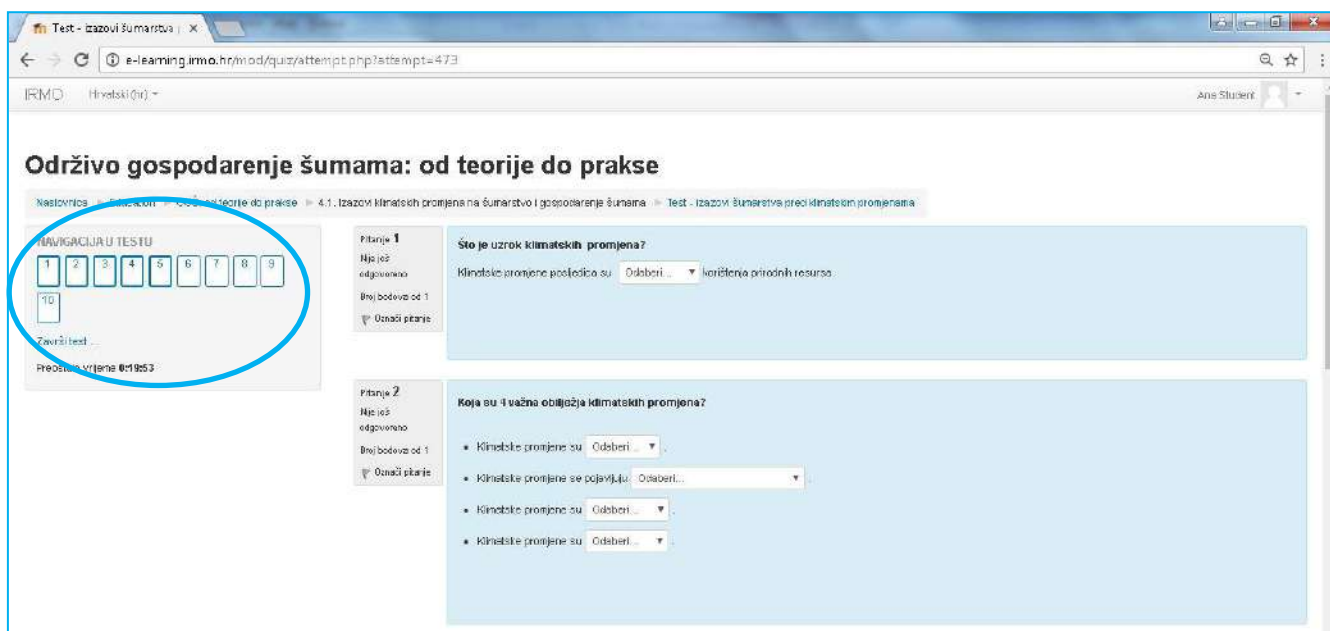 Test - izazovi šumarstva
e-learning.irmo.hr/mod/quiz/attempt.php?attempt=473
IRMO Hrvatski (hr)
Ana Student
Održivo gospodarenje šumama: od teorije do prakse
Naslovnica Education od teorije do prakse 4.1. Izazovi klimatskih promjena na šumarstvo i gospodarenje šumama Test - Izazovi šumarstva pred klimatskim promjenama
NAVIGACIJA U TESTU
1 2 3 4 5 6 7 8 9
10
Završi test ...
Preostalo vrijeme 0:19:53
Pitanje 1
Nije još
odgovoreno
Broj bodova od 1
Označi pitanje
Što je uzrok klimatskih promjena?
Klimatske promjene posljedica su Odaberi... korištenja prirodnih resursa
Pitanje 2
Nije još
odgovoreno
Broj bodova od 1
Označi pitanje
Koja su 4 važna obilježja klimatskih promjena?
• Klimatske promjene su Odaberi... .
• Klimatske promjene se pojavljuju Odaberi... .
• Klimatske promjene su Odaberi... .
• Klimatske promjene su Odaberi... .